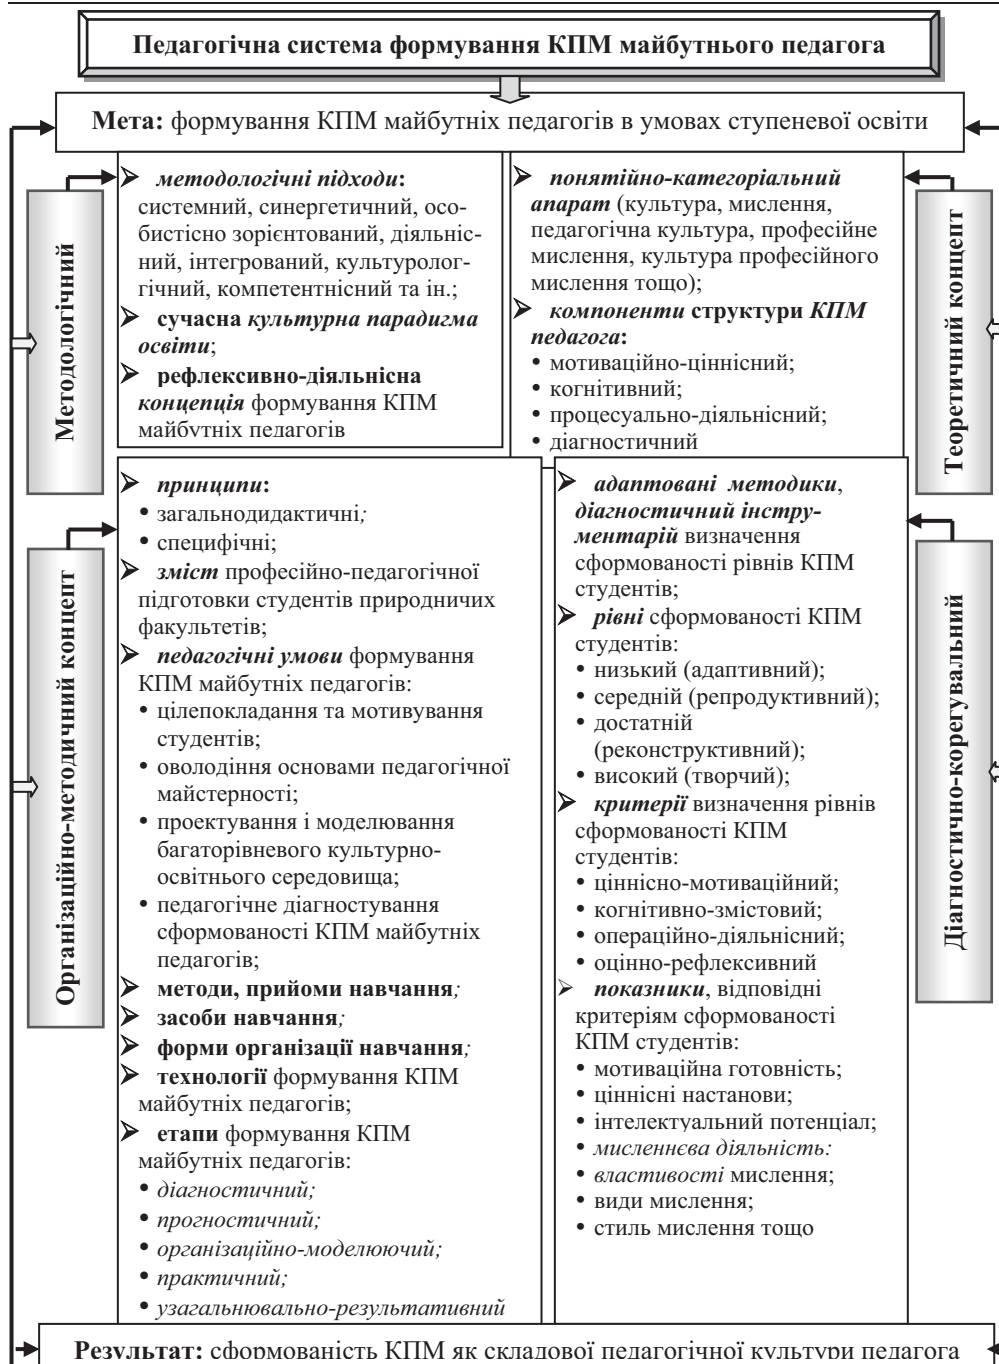 Педагогічна система формування КПМ майбутнього педагога
Мета: формування КПМ майбутніх педагогів в умовах ступеневої освіти
Методологічний
➢ методологічні підходи:
системний, синергетичний, осо-
бистісно зорієнтований, діяльніс-
ний, інтегрований, культуролог-
гічний, компетентнісний та ін.;
➢ сучасна культурна парадигма
освіти;
➢ рефлексивно-діяльнісна
концепція формування КПМ
майбутніх педагогів
➢ понятійно-категоріальний
апарат (культура, мислення,
педагогічна культура, професійне
мислення, культура професійного
мислення тощо);
➢ компоненти структури КПМ
педагога:
• мотиваційно-ціннісний;
• когнітивний;
• процесуально-діяльнісний;
• діагностичний
Теоретичний концепт
Організаційно-методичний концепт
➢ принципи:
• загальнодидактичні;
• специфічні;
➢ зміст професійно-педагогічної
підготовки студентів природничих
факультетів;
➢ педагогічні умови формування
КПМ майбутніх педагогів:
• цілепокладання та мотивування
студентів;
• оволодіння основами педагогічної
майстерності;
• проектування і моделювання
багаторівневого культурно-
освітнього середовища;
• педагогічне діагностування
сформованості КПМ майбутніх
педагогів;
➢ методи, прийоми навчання;
➢ засоби навчання;
➢ форми організації навчання;
➢ технології формування КПМ
майбутніх педагогів;
➢ етапи формування КПМ
майбутніх педагогів:
• діагностичний;
• прогностичний;
• організаційно-моделюючий;
• практичний;
• узагальнювально-результативний
➢ адаптовані методики,
діагностичний інстру-
ментарій визначення
сформованості рівнів КПМ
студентів;
➢ рівні сформованості КПМ
студентів:
• низький (адаптивний);
• середній (репродуктивний);
• достатній
(реконструктивний);
• високий (творчий);
➢ критерії визначення рівнів
сформованості КПМ
студентів:
• ціннісно-мотиваційний;
• когнітивно-змістовий;
• операційно-діяльнісний;
• оцінно-рефлексивний
➢ показники, відповідні
критеріям сформованості
КПМ студентів:
• мотиваційна готовність;
• ціннісні настанови;
• інтелектуальний потенціал;
• мисленнєва діяльність:
• властивості мислення;
• види мислення;
• стиль мислення тощо
Діагностично-корегувальний
Результат: сформованість КПМ як складової педагогічної культури педагога